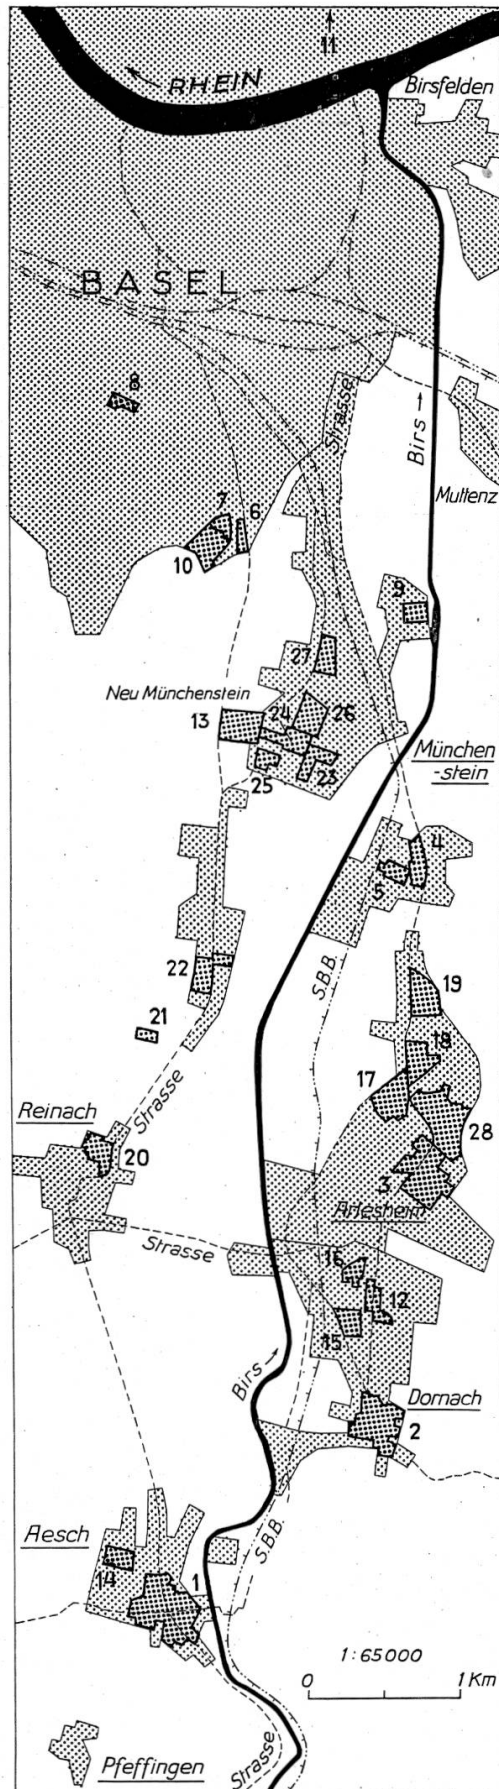 11
RHEIN
Birsfelden
BASEL
8
Strasse
Birs
Muttenz
7
6
10
9
27
Neu Münchenstein
13
24
26
25
23
München
-stein
4
5
22
S.B.B.
19
21
18
17
Strasse
Reinach
20
28
3
Arlesheim
Strasse
16
12
15
Birs
Dornach
2
Aesch
S.B.B.
14
1
1:65000
0
1 Km
Strasse
Pfeffingen